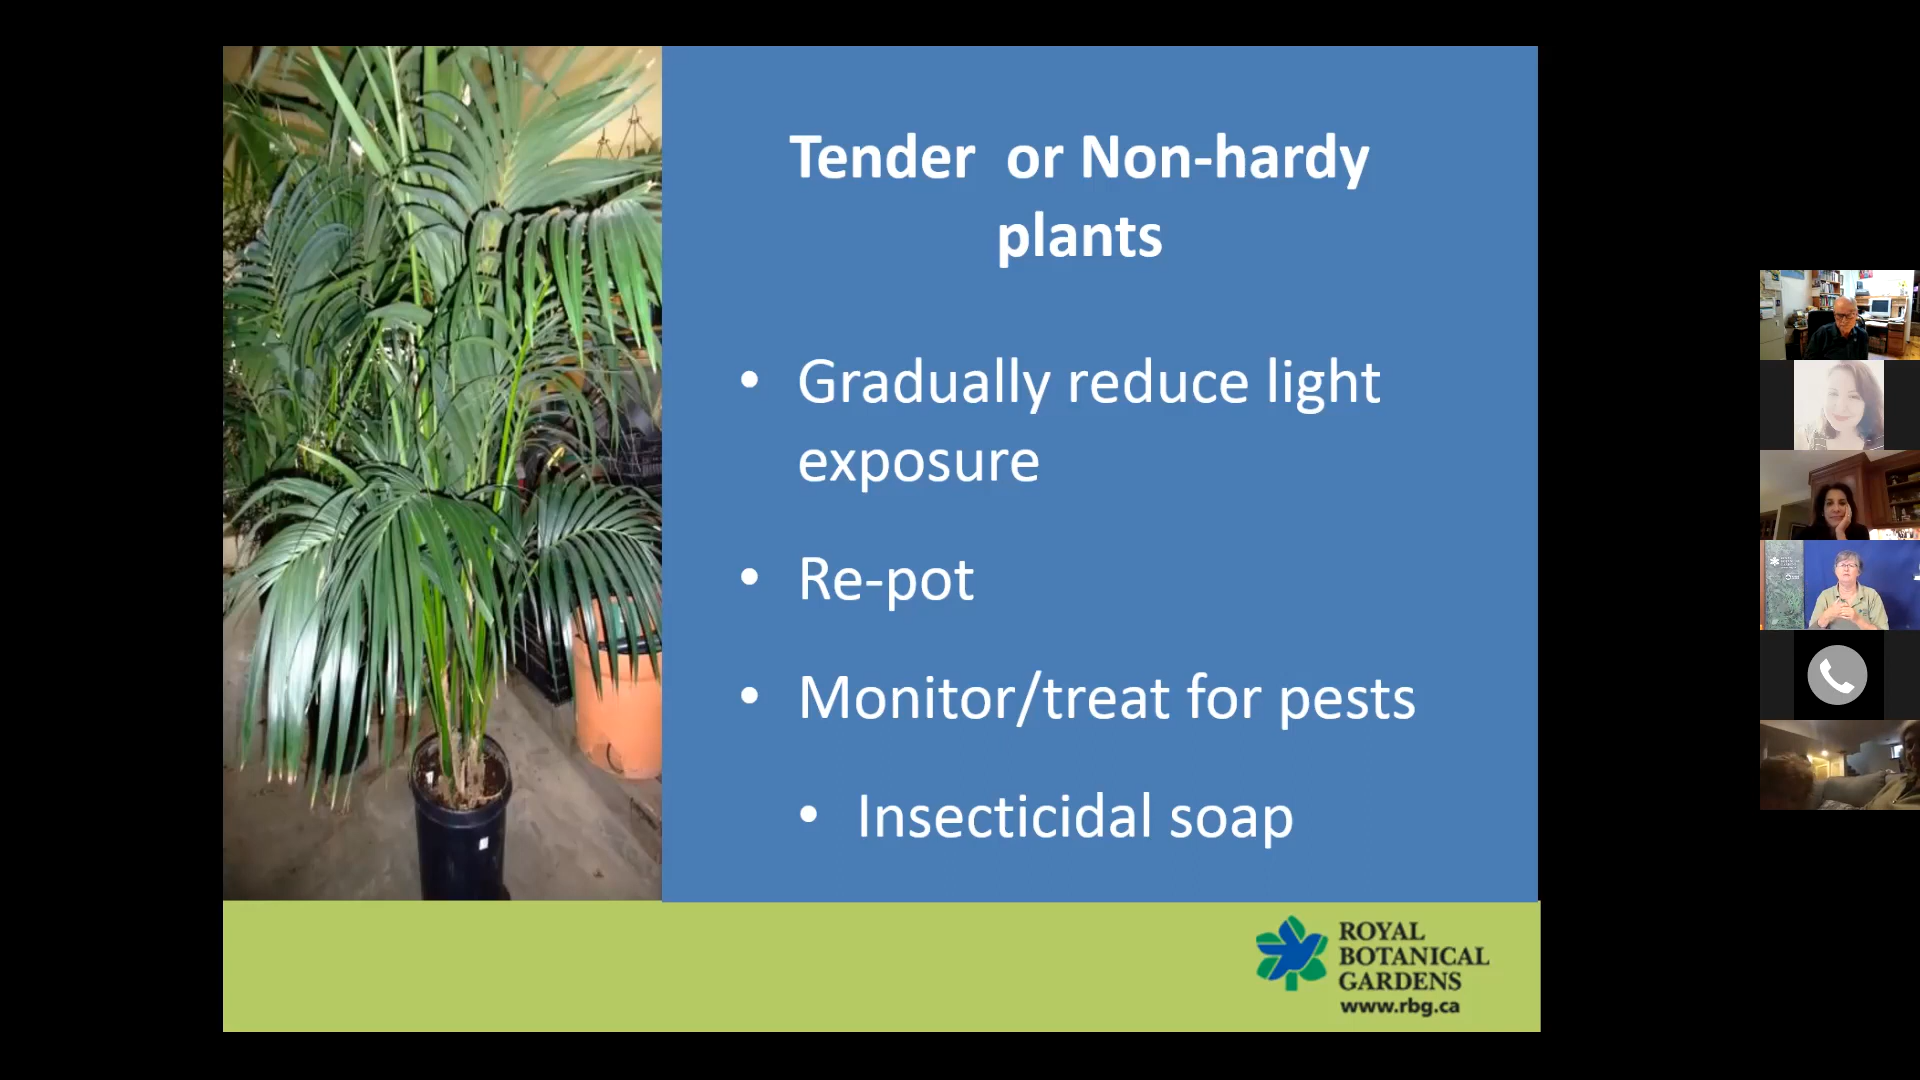 Tender  or Non-hardy
plants
• Gradually reduce light
exposure
• Re-pot
• Monitor/treat for pests
• Insecticidal soap
ROYAL
BOTANICAL
GARDENS
www.rbg.ca